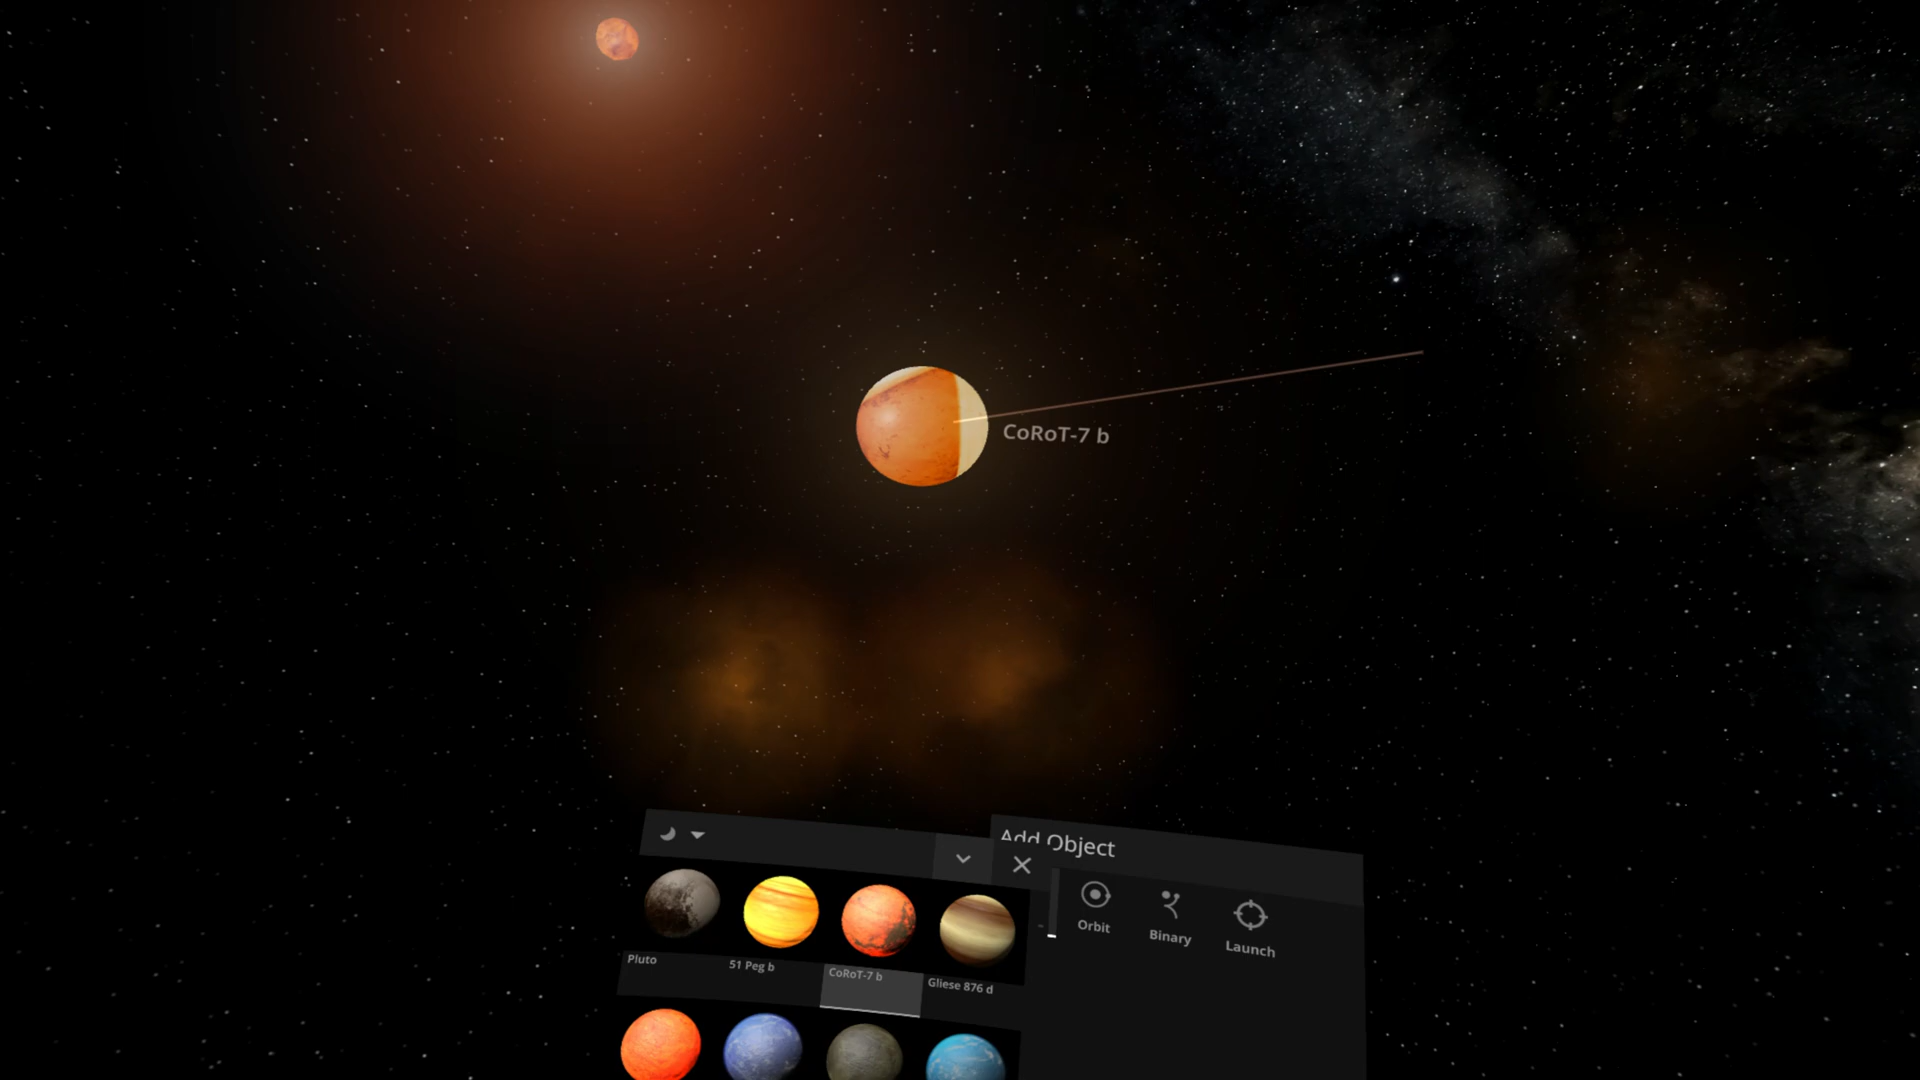 CoRoT-7 b
Add Object
Orbit
Binary
Launch
Pluto
51 Peg b
CoRoT-7 b
Gliese 876 d